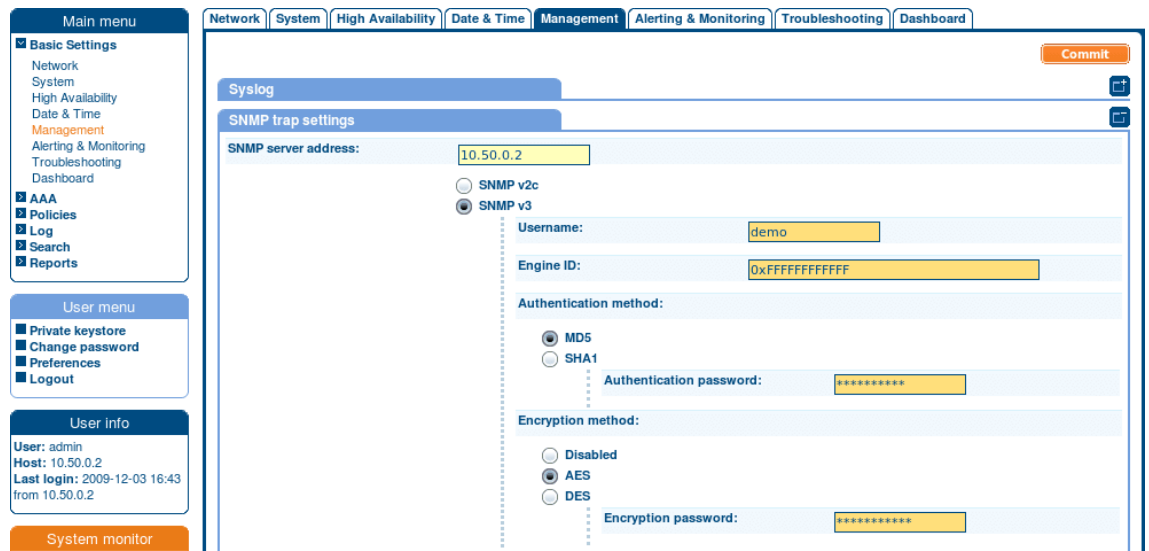 Main menu
Basic Settings
Network
System
High Availability
Date & Time
Management
Alerting & Monitoring
Troubleshooting
Dashboard
AAA
Policies
Log
Search
Reports
User menu
Private keystore
Change password
Preferences
Logout
User info
User: admin
Host: 10.50.0.2
Last login: 2009-12-03 16:43
from 10.50.0.2
System monitor
Network System High Availability Date & Time Management Alerting & Monitoring Troubleshooting Dashboard
Commit
Syslog
SNMP trap settings
SNMP server address: 10.50.0.2
SNMP v2c
SNMP v3
Username: demo
Engine ID: 0xFFFFFFFFFFFF
Authentication method:
MD5
SHA1
Authentication password: **********
Encryption method:
Disabled
AES
DES
Encryption password: ***********